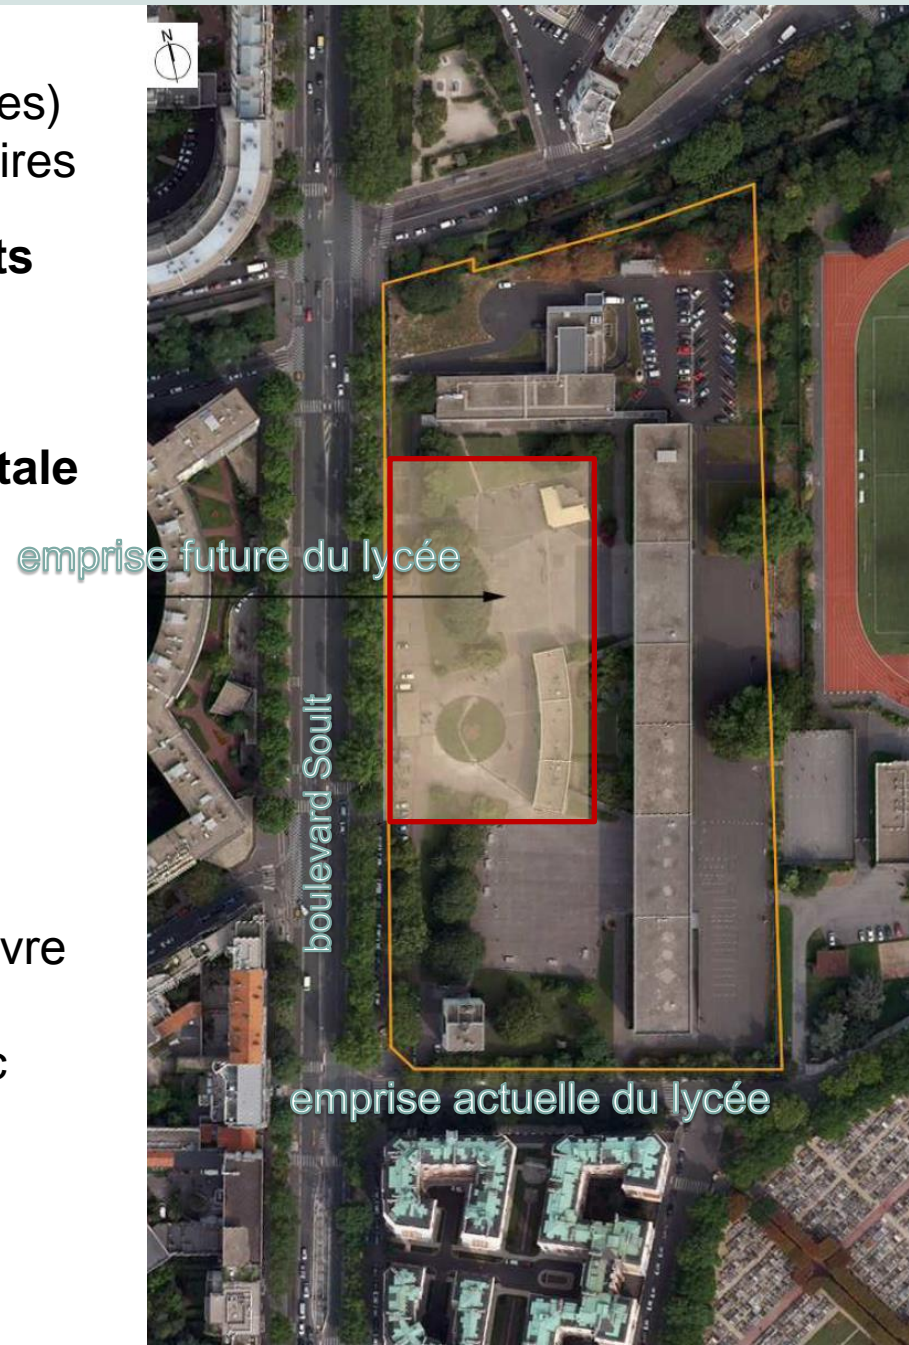 N
es)
ires
ts
tale
emprise future du lycée
boulevard Soult
vre
c
emprise actuelle du lycée